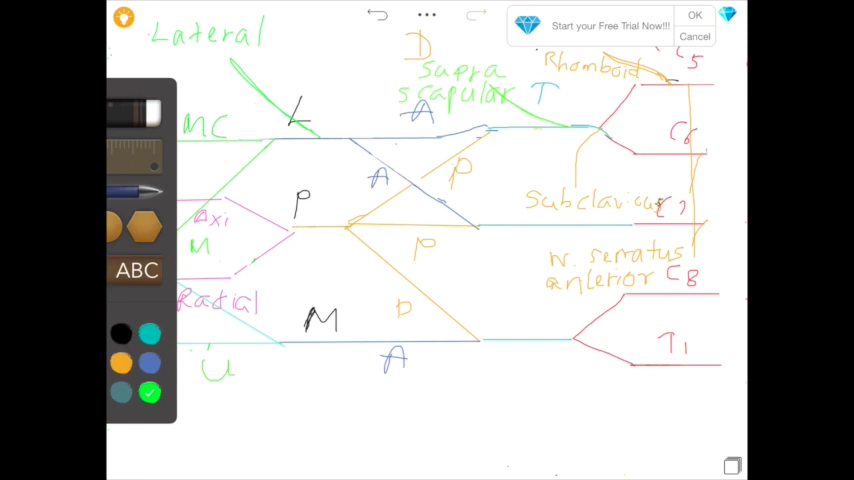 Start your Free Trial Now!!!
OK
Cancel
Lateral
D
Supra
scapular
T
Rhomboid
C5
MC
L
A
C6
A
P
Axi
P
Subclavious
C7
M
P
N. serratus
anterior
C8
Radial
M
P
A
T1
U
ABC